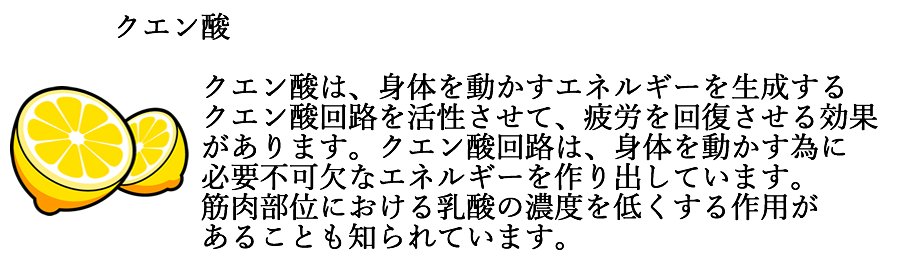 クエン酸
クエン酸は、身体を動かすエネルギーを生成する
クエン酸回路を活性させて、疲労を回復させる効果
があります。クエン酸回路は、身体を動かす為に
必要不可欠なエネルギーを作り出しています。
筋肉部位における乳酸の濃度を低くする作用が
あることも知られています。